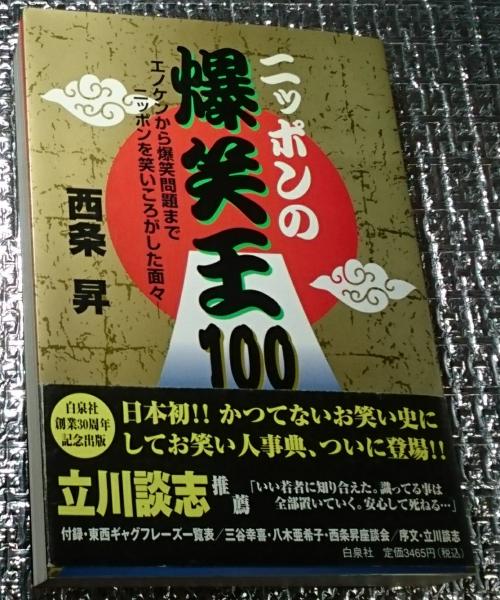 ニッポンの
爆笑王
100
エノケンから爆笑問題まで
ニッポンを笑いころがした面々
西条 昇
白泉社
創業30周年
記念出版
日本初!! かつてないお笑い史に
してお笑い人事典、ついに登場!!
立川談志 推薦
「いい若者に知り合えた。識ってる事は
全部置いていく。安心して死ねる…」
付録・東西ギャグフレーズ一覧表/三谷幸喜・八木亜希子・西条昇座談会/序文・立川談志
白泉社 定価3465円(税込)